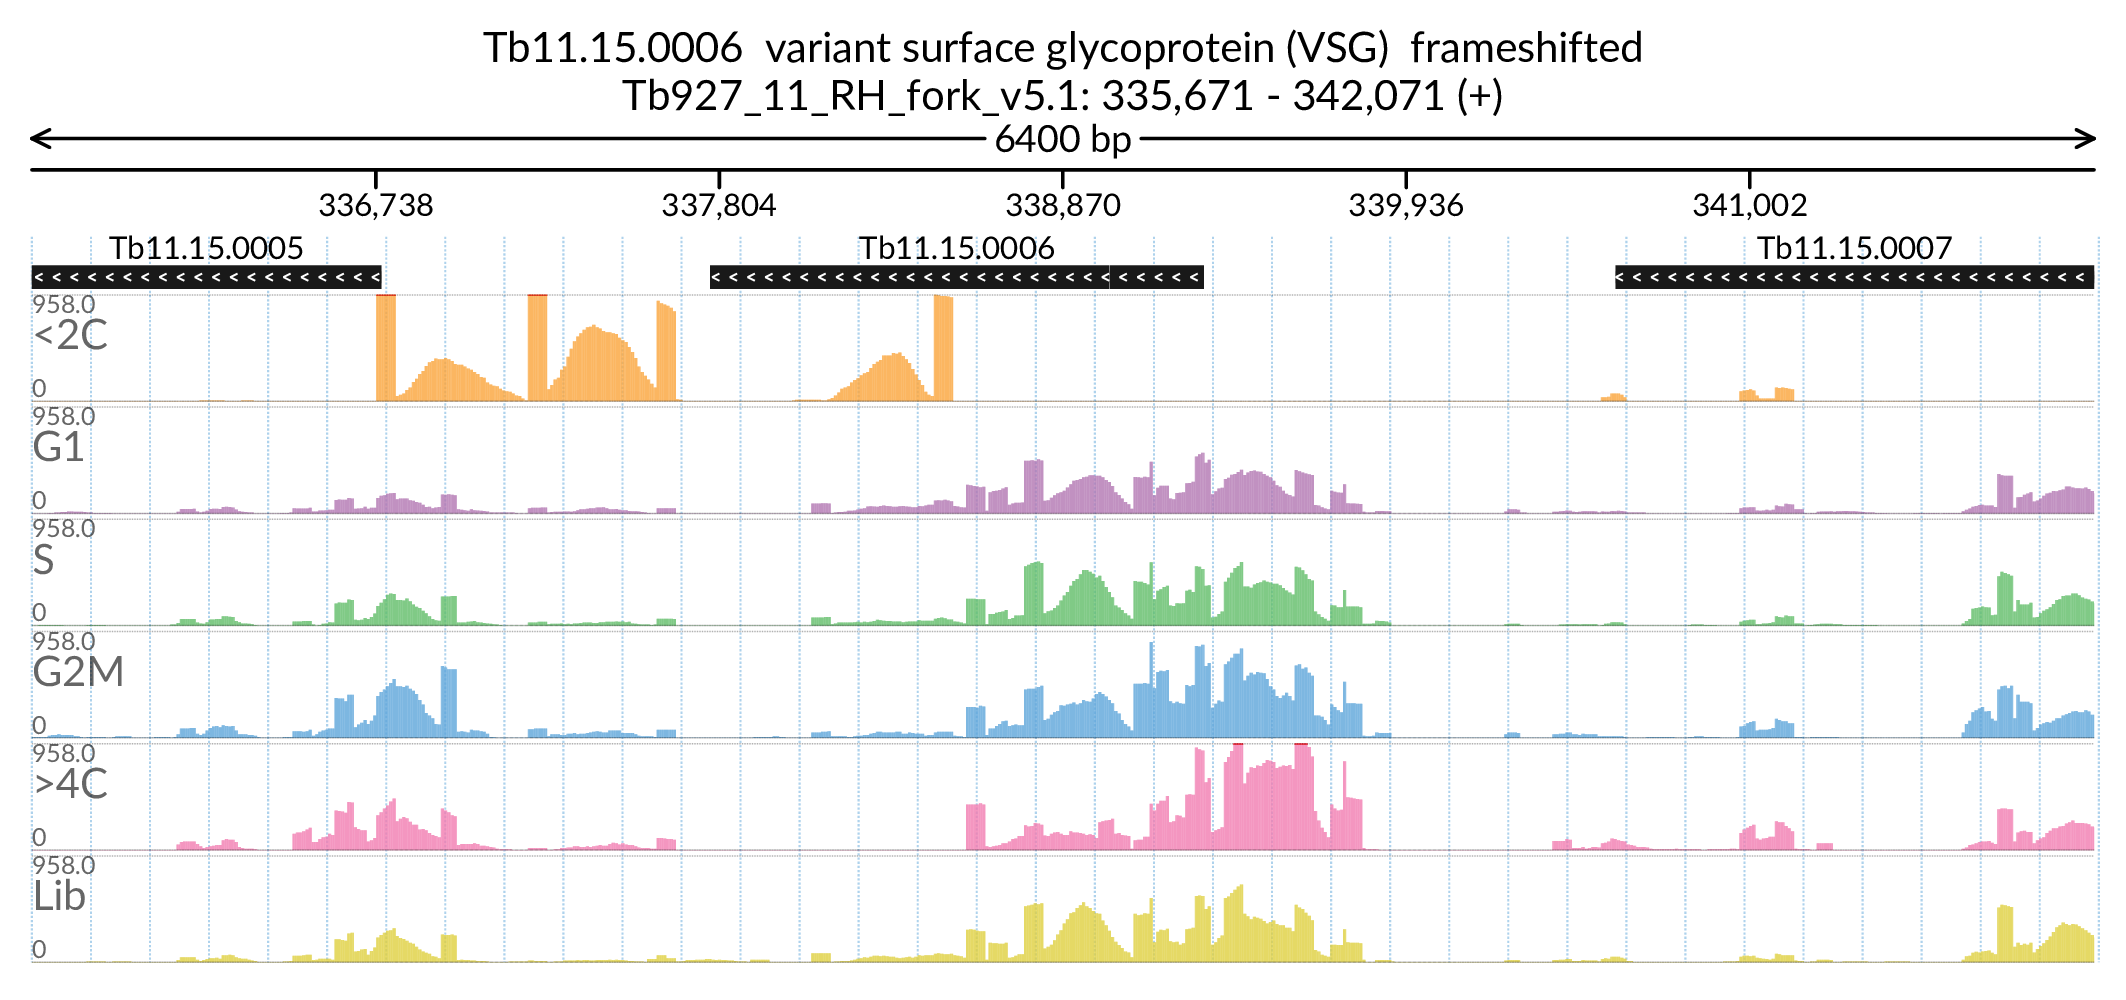 Tb11.15.0006 variant surface glycoprotein (VSG) frameshifted
Tb927_11_RH_fork_v5.1: 335,671 - 342,071 (+)
6400 bp
336,738 337,804 338,870 339,936 341,002
Tb11.15.0005 Tb11.15.0006 Tb11.15.0007
958.0
<2C
0
958.0
G1
0
958.0
S
0
958.0
G2M
0
958.0
>4C
0
958.0
Lib
0